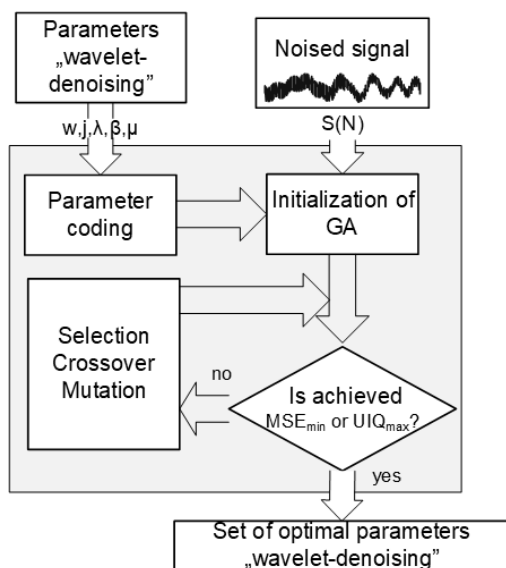 Parameters
„wavelet-
denoising”
Noised signal
w,j,λ,β,μ
S(N)
Parameter
coding
Initialization of
GA
Selection
Crossover
Mutation
no
Is achieved
MSEmin or UIQmax?
yes
Set of optimal parameters
„wavelet-denoising”